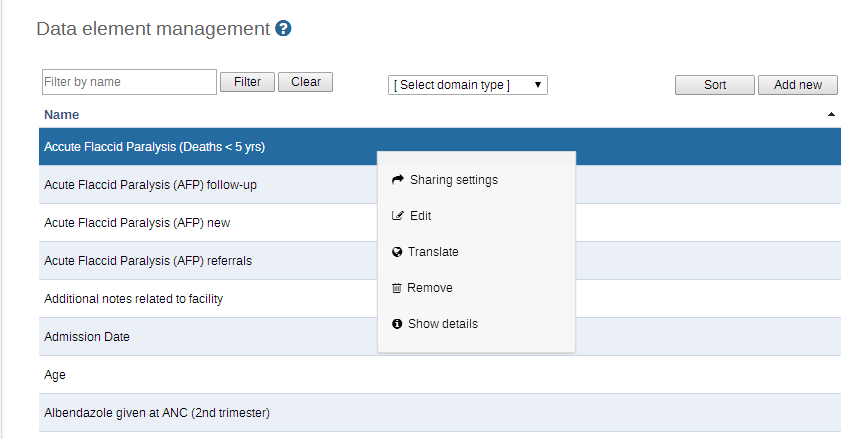 Data element management ?
Filter by name Filter Clear [ Select domain type ] Sort Add new
Name
Accute Flaccid Paralysis (Deaths < 5 yrs)
Sharing settings
Acute Flaccid Paralysis (AFP) follow-up
Edit
Acute Flaccid Paralysis (AFP) new
Translate
Acute Flaccid Paralysis (AFP) referrals
Remove
Additional notes related to facility
Show details
Admission Date
Age
Albendazole given at ANC (2nd trimester)